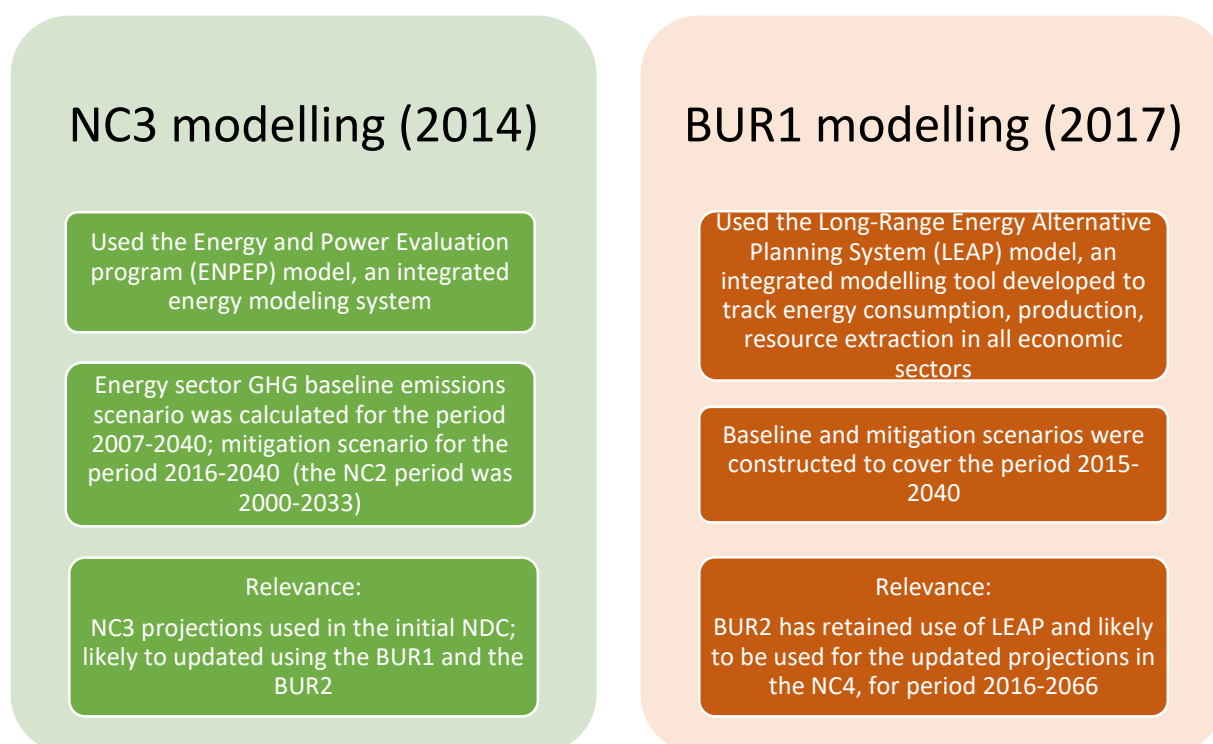 NC3 modelling (2014)
Used the Energy and Power Evaluation
program (ENPEP) model, an integrated
energy modeling system
Energy sector GHG baseline emissions
scenario was calculated for the period
2007-2040; mitigation scenario for the
period 2016-2040  (the NC2 period was
2000-2033)
Relevance:
NC3 projections used in the initial NDC;
likely to updated using the BUR1 and the
BUR2
BUR1 modelling (2017)
Used the Long-Range Energy Alternative
Planning System (LEAP) model, an
integrated modelling tool developed to
track energy consumption, production,
resource extraction in all economic
sectors
Baseline and mitigation scenarios were
constructed to cover the period 2015-
2040
Relevance:
BUR2 has retained use of LEAP and likely
to be used for the updated projections in
the NC4, for period 2016-2066